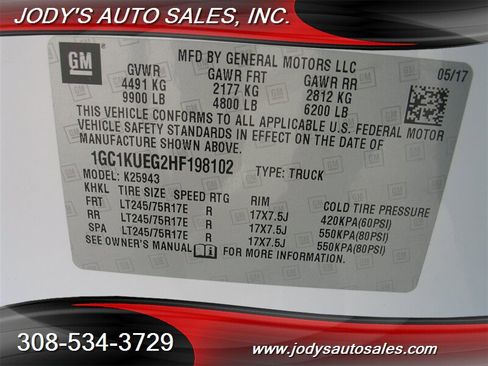 JODY'S AUTO SALES, INC.
GM
MFD BY GENERAL MOTORS LLC
05/17
GVWR GAWR FRT GAWR RR
4491 KG 2177 KG 2812 KG
9900 LB 4800 LB 6200 LB
THIS VEHICLE CONFORMS TO ALL APPLICABLE U.S. FEDERAL MOTOR
VEHICLE SAFETY STANDARDS IN EFFECT ON THE DATE OF
MANUFACTURE SHOWN ABOVE.
1GC1KUEG2HF198102 TYPE: TRUCK
MODEL: K25943
KHKL TIRE SIZE SPEED RTG RIM COLD TIRE PRESSURE
FRT LT245/75R17E R 17X7.5J 420KPA(60PSI)
RR LT245/75R17E R 17X7.5J 550KPA(80PSI)
SPA LT245/75R17E R 17X7.5J 550KPA(80PSI)
SEE OWNER'S MANUAL FOR MORE INFORMATION.
308-534-3729
www.jodysautosales.com